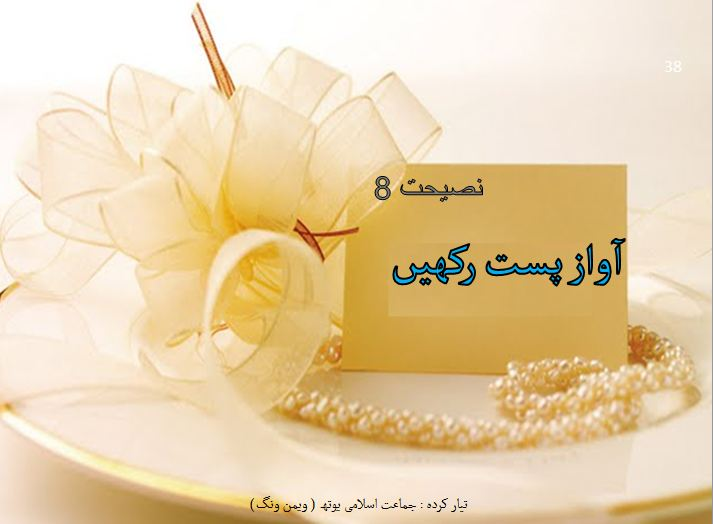 38
نصیحت 8
آواز پست رکھیں
تیار کردہ : جماعت اسلامی یوتھ ( ویمن ونگ )